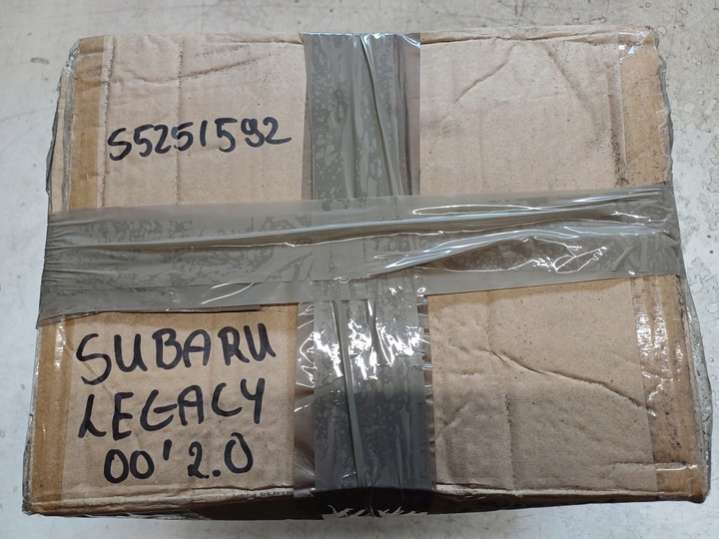 S5251592
SUBARU
LEGACY
00' 2.0